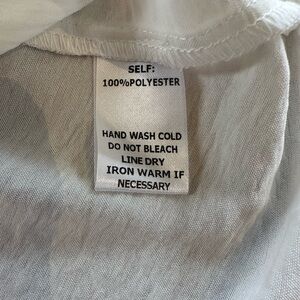 SELF:
100%POLYESTER
HAND WASH COLD
DO NOT BLEACH
LINE DRY
IRON WARM IF
NECESSARY